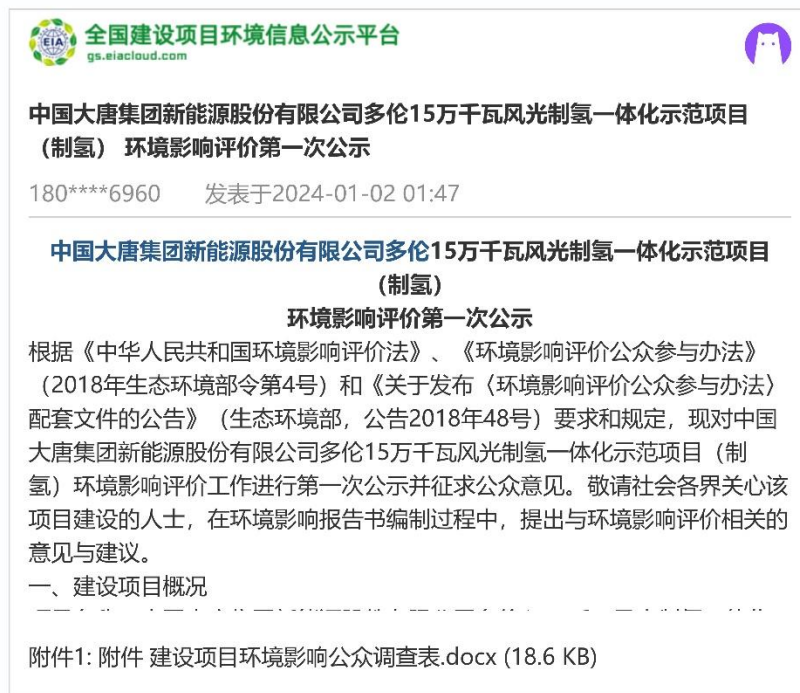 EIA
全国建设项目环境信息公示平台
gs.eiacloud.com
中国大唐集团新能源股份有限公司多伦15万千瓦风光制氢一体化示范项目
（制氢） 环境影响评价第一次公示
180****6960 发表于2024-01-02 01:47
中国大唐集团新能源股份有限公司多伦15万千瓦风光制氢一体化示范项目
（制氢）
环境影响评价第一次公示
根据《中华人民共和国环境影响评价法》、《环境影响评价公众参与办法》
（2018年生态环境部令第4号）和《关于发布〈环境影响评价公众参与办法〉
配套文件的公告》（生态环境部，公告2018年48号）要求和规定，现对中国
大唐集团新能源股份有限公司多伦15万千瓦风光制氢一体化示范项目（制
氢）环境影响评价工作进行第一次公示并征求公众意见。敬请社会各界关心该
项目建设的人士，在环境影响报告书编制过程中，提出与环境影响评价相关的
意见与建议。
一、建设项目概况
附件1: 附件 建设项目环境影响公众调查表.docx (18.6 KB)